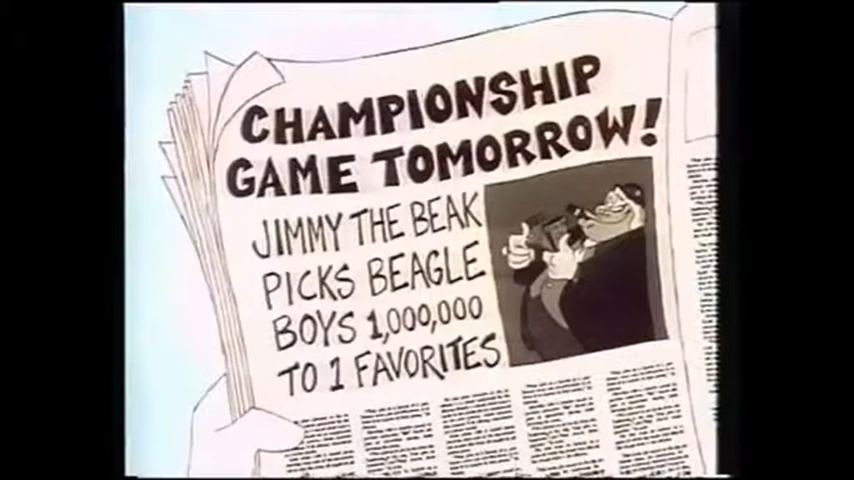 CHAMPIONSHIP
GAME TOMORROW!
JIMMY THE BEAK
PICKS BEAGLE
BOYS 1,000,000
TO 1 FAVORITES